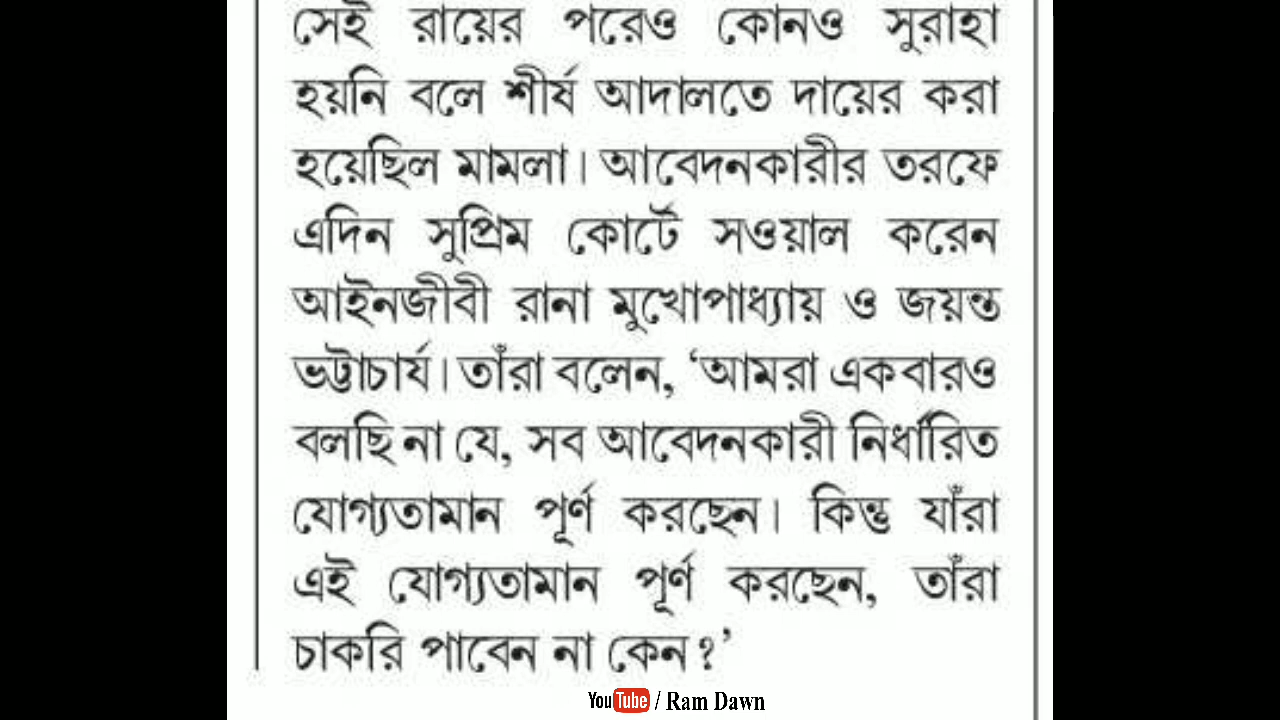 সেই রায়ের পরেও কোনও সুরাহা
হয়নি বলে শীর্ষ আদালতে দায়ের করা
হয়েছিল মামলা। আবেদনকারীর তরফে
এদিন সুপ্রিম কোর্টে সওয়াল করেন
আইনজীবী রানা মুখোপাধ্যায় ও জয়ন্ত
ভট্টাচার্য। তাঁরা বলেন, ‘আমরা একবারও
বলছি না যে, সব আবেদনকারী নির্ধারিত
যোগ্যতামান পূর্ণ করছেন। কিন্তু যাঁরা
এই যোগ্যতামান পূর্ণ করছেন, তাঁরা
চাকরি পাবেন না কেন?’
YouTube / Ram Dawn